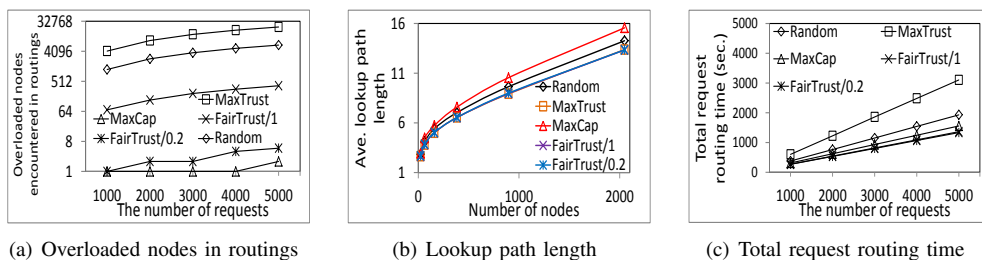 Overloaded nodes
encountered in routings
32768
4096
512
64
8
1
MaxTrust
MaxCap
FairTrust/1
FairTrust/0.2
Random
1000 2000 3000 4000 5000
The number of requests
(a) Overloaded nodes in routings
Ave. lookup path
length
16
11
6
1
Random
MaxTrust
MaxCap
FairTrust/1
FairTrust/0.2
0 1000 2000
Number of nodes
(b) Lookup path length
Total request
routing time (sec.)
5000
4000
3000
2000
1000
0
Random
MaxTrust
MaxCap
FairTrust/1
FairTrust/0.2
1000 2000 3000 4000 5000
The number of requests
(c) Total request routing time